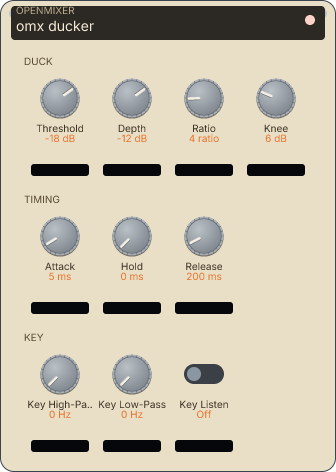 OPENMIXER
omx ducker
DUCK
Threshold Depth Ratio Knee
-18 dB -12 dB 4 ratio 6 dB
TIMING
Attack Hold Release
5 ms 0 ms 200 ms
KEY
Key High-Pa.. Key Low-Pass Key Listen
0 Hz 0 Hz Off